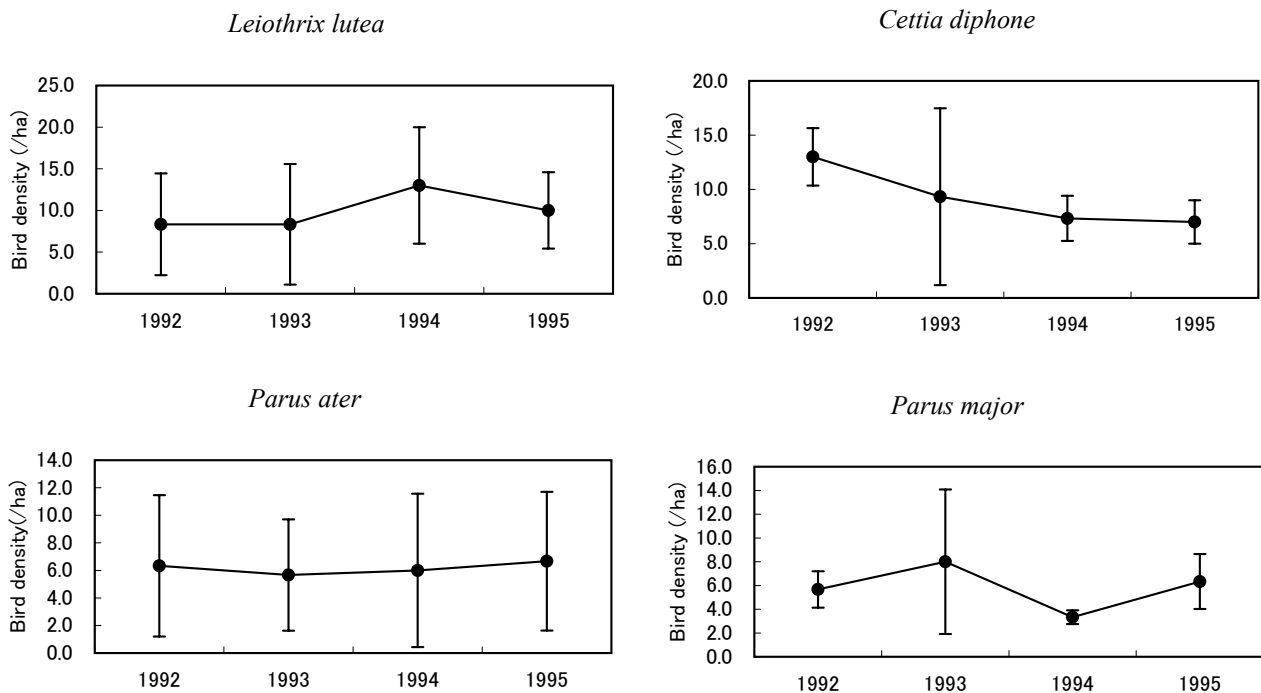 Leiothrix lutea
Bird density (/ha)
25.0
20.0
15.0
10.0
5.0
0.0
1992 1993 1994 1995
Cettia diphone
Bird density (/ha)
20.0
15.0
10.0
5.0
0.0
1992 1993 1994 1995
Parus ater
Bird density(/ha)
14.0
12.0
10.0
8.0
6.0
4.0
2.0
0.0
1992 1993 1994 1995
Parus major
Bird density (/ha)
16.0
14.0
12.0
10.0
8.0
6.0
4.0
2.0
0.0
1992 1993 1994 1995